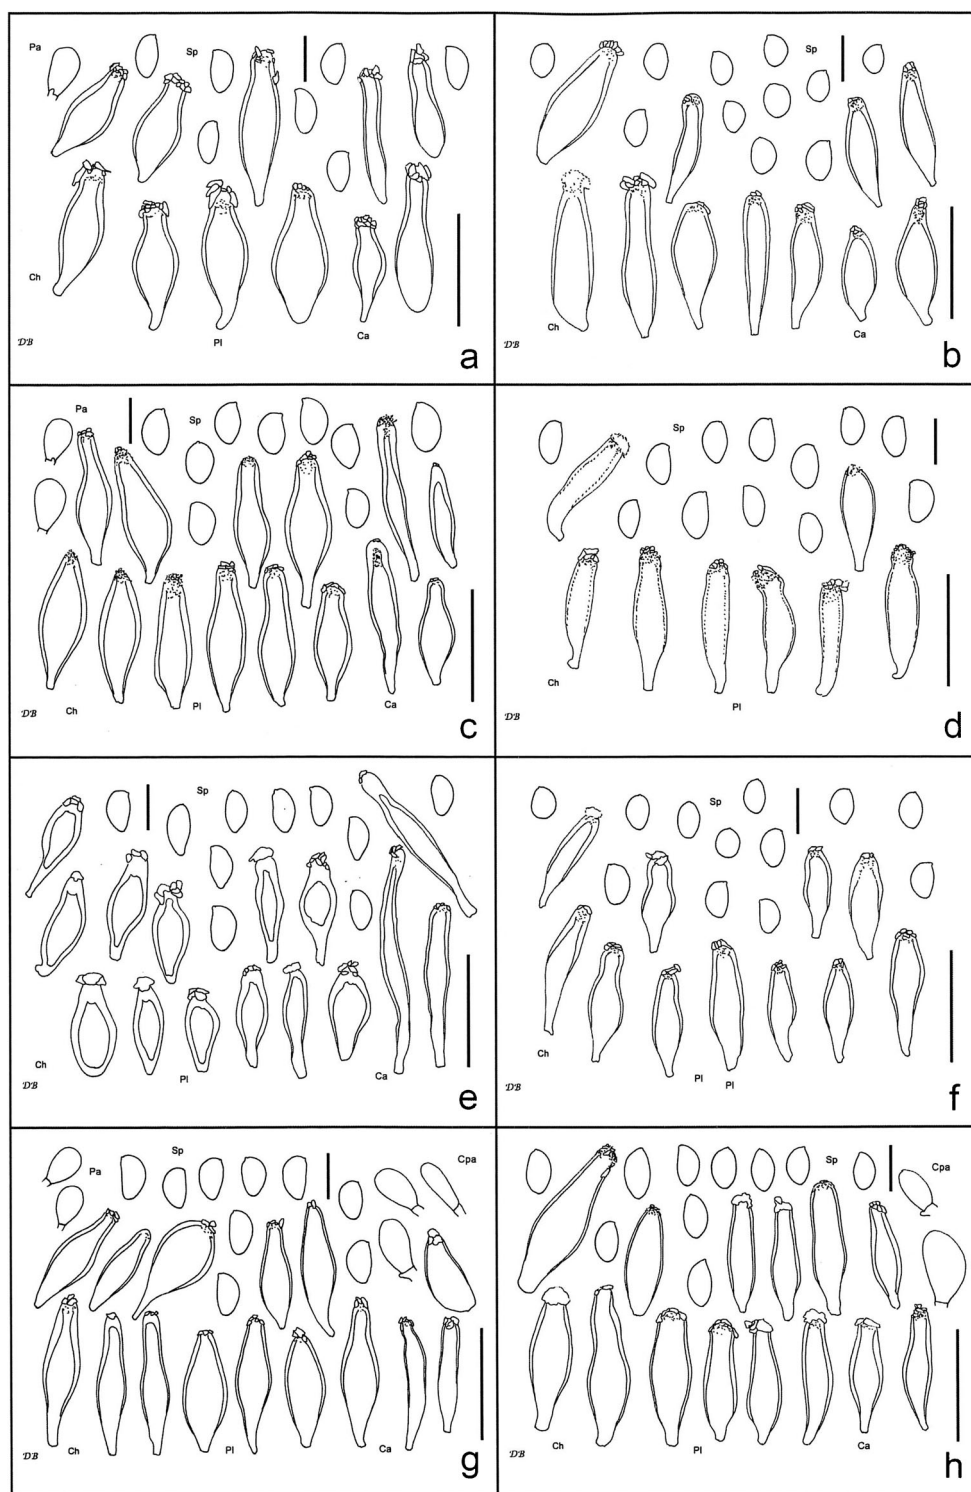 Pa Sp
Ch
Pl Ca
DB a
Sp
Ch Ca
DB b
Pa Sp
Ch Pl Ca
DB c
Sp
Ch
Pl
DB d
Sp
Ch Pl Ca
DB e
Sp
Ch
Pl Pl
DB f
Sp Cpa
Pa
Ch Pl Ca
DB g
Sp Cpa
Ch Pl Ca
DB h